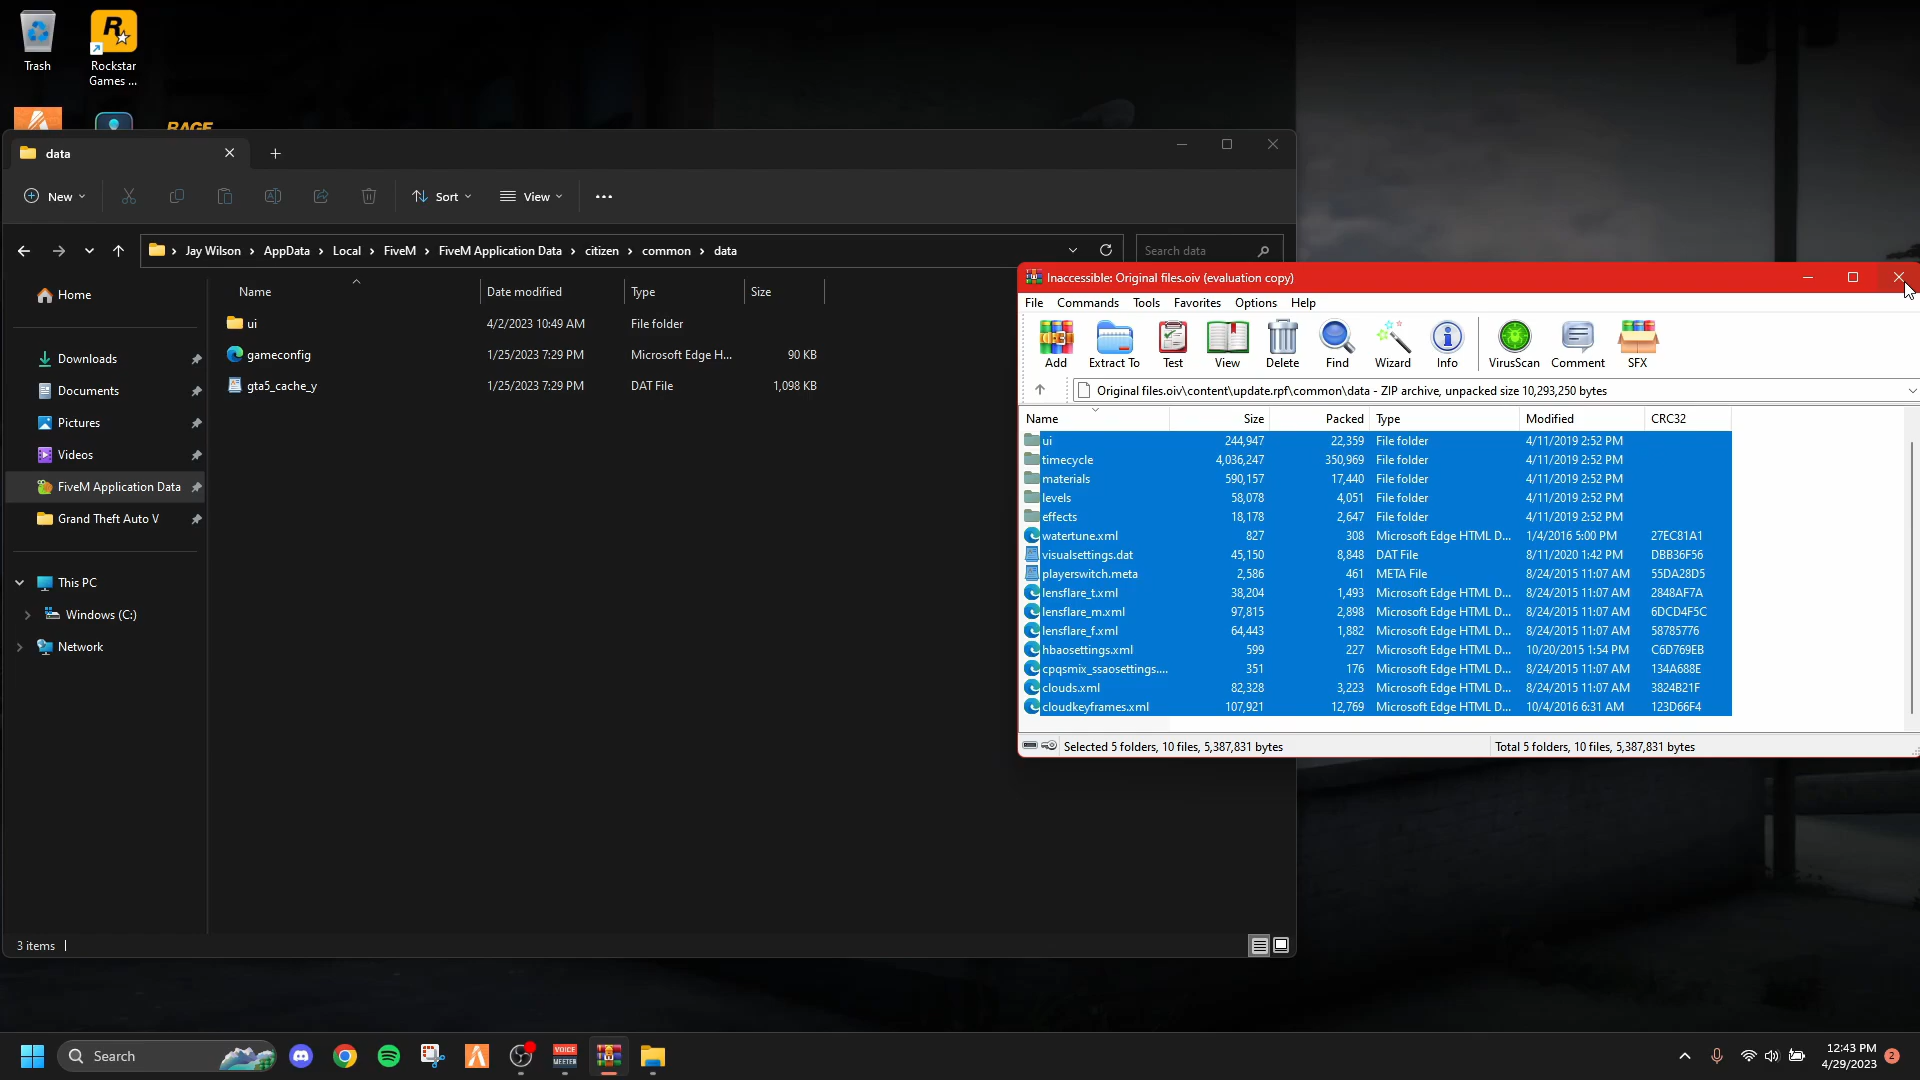 Trash
Rockstar
Games ...
RAGE
data
New
Sort
View
Jay Wilson
AppData
Local
FiveM
FiveM Application Data
citizen
common
data
Search data
Home
Downloads
Documents
Pictures
Videos
FiveM Application Data
Grand Theft Auto V
This PC
Windows (C:)
Network
Name Date modified Type Size
ui 4/2/2023 10:49 AM File folder
gameconfig 1/25/2023 7:29 PM Microsoft Edge H... 90 KB
gta5_cache_y 1/25/2023 7:29 PM DAT File 1,098 KB
3 items
Inaccessible: Original files.oiv (evaluation copy)
File Commands Tools Favorites Options Help
Add Extract To Test View Delete Find Wizard Info VirusScan Comment SFX
Original files.oiv\content\update.rpf\common\data - ZIP archive, unpacked size 10,293,250 bytes
Name Size Packed Type Modified CRC32
ui 244,947 22,359 File folder 4/11/2019 2:52 PM
timecycle 4,036,247 350,969 File folder 4/11/2019 2:52 PM
materials 590,157 17,440 File folder 4/11/2019 2:52 PM
levels 58,078 4,051 File folder 4/11/2019 2:52 PM
effects 18,178 2,647 File folder 4/11/2019 2:52 PM
watertune.xml 827 308 Microsoft Edge HTML D... 1/4/2016 5:00 PM 27EC81A1
visualsettings.dat 45,150 8,848 DAT File 8/11/2020 1:42 PM DBB36F56
playerswitch.meta 2,586 461 META File 8/24/2015 11:07 AM 55DA28D5
lensflare_t.xml 38,204 1,493 Microsoft Edge HTML D... 8/24/2015 11:07 AM 2848AF7A
lensflare_m.xml 97,815 2,898 Microsoft Edge HTML D... 8/24/2015 11:07 AM 6DCD4F5C
lensflare_f.xml 64,443 1,882 Microsoft Edge HTML D... 8/24/2015 11:07 AM 58785776
hbaosettings.xml 599 227 Microsoft Edge HTML D... 10/20/2015 1:54 PM C6D769EB
cpqsmix_ssaosettings.... 351 176 Microsoft Edge HTML D... 8/24/2015 11:07 AM 134A688E
clouds.xml 82,328 3,223 Microsoft Edge HTML D... 8/24/2015 11:07 AM 3824B21F
cloudkeyframes.xml 107,921 12,769 Microsoft Edge HTML D... 10/4/2016 6:31 AM 123D66F4
Selected 5 folders, 10 files, 5,387,831 bytes
Total 5 folders, 10 files, 5,387,831 bytes
Search
VOICE
MEETER
12:43 PM
4/29/2023
2